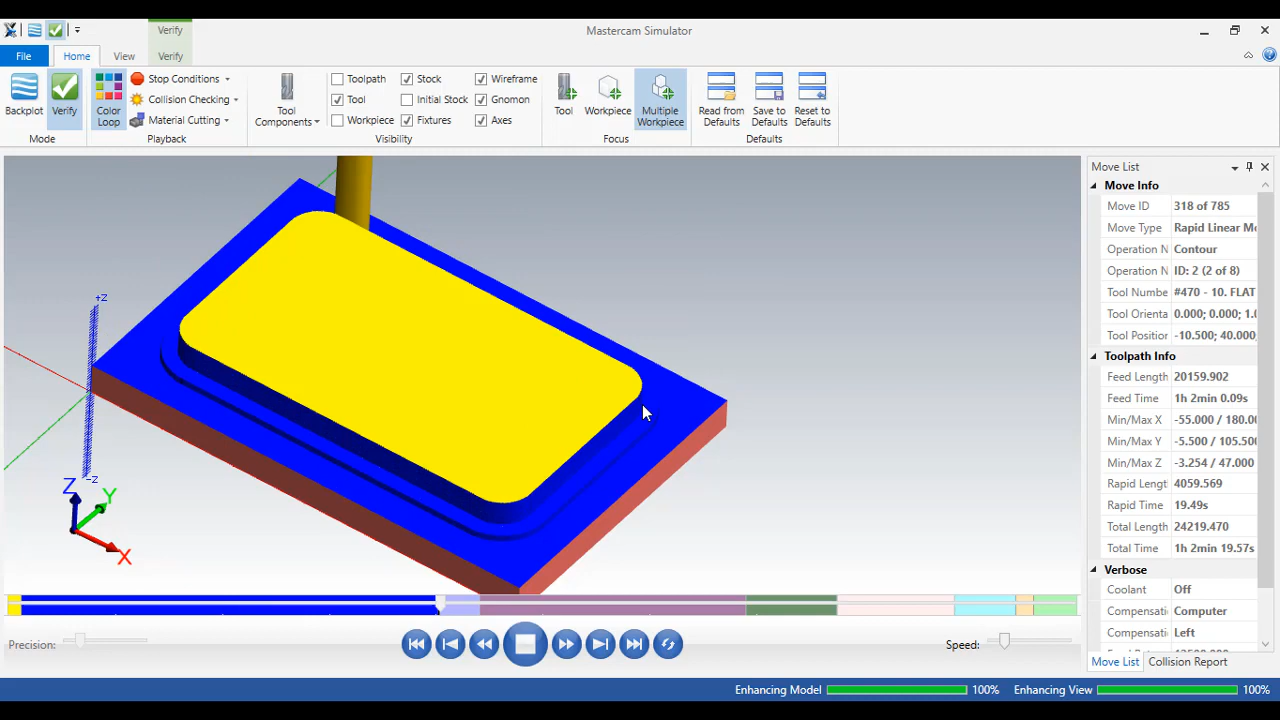 Verify
Mastercam Simulator
File
Home
View
Verify
Backplot
Verify
Mode
Color Loop
Stop Conditions
Collision Checking
Material Cutting
Playback
Tool Components
Toolpath
Tool
Workpiece
Stock
Initial Stock
Fixtures
Wireframe
Gnomon
Axes
Visibility
Tool
Workpiece
Multiple Workpiece
Focus
Read from Defaults
Save to Defaults
Reset to Defaults
Defaults
+Z
-Z
Z
Y
X
Move List
Move Info
Move ID 318 of 785
Move Type Rapid Linear Mo
Operation N Contour
Operation N ID: 2 (2 of 8)
Tool Numbe #470 - 10. FLAT
Tool Orienta 0.000; 0.000; 1.0
Tool Position -10.500; 40.000;
Toolpath Info
Feed Length 20159.902
Feed Time 1h 2min 0.09s
Min/Max X -55.000 / 180.00
Min/Max Y -5.500 / 105.50
Min/Max Z -3.254 / 47.000
Rapid Leng 4059.569
Rapid Time 19.49s
Total Length 24219.470
Total Time 1h 2min 19.57s
Verbose
Coolant Off
Compensati Computer
Compensati Left
Move List Collision Report
Precision:
Speed:
Enhancing Model 100% Enhancing View 100%